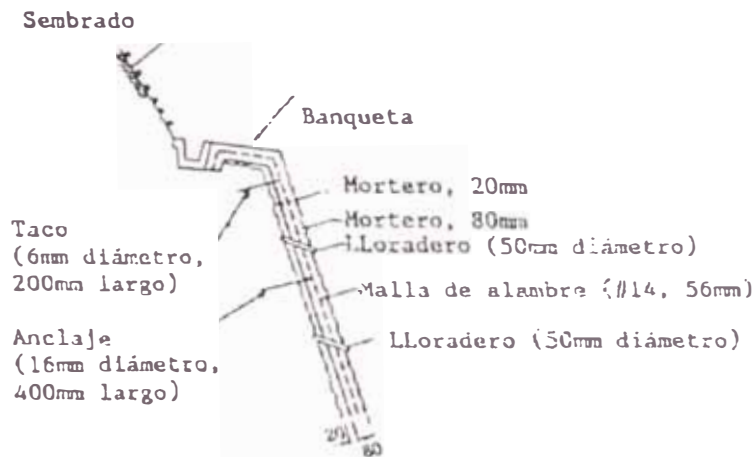 Sembrado
Banqueta
Mortero, 20mm
Mortero, 80mm
LLoradero (50mm diámetro)
Taco
(6mm diámetro,
200mm largo)
Malla de alambre (#14, 56mm)
Anclaje
(16mm diámetro,
400mm largo)
LLoradero (50mm diámetro)
20
80